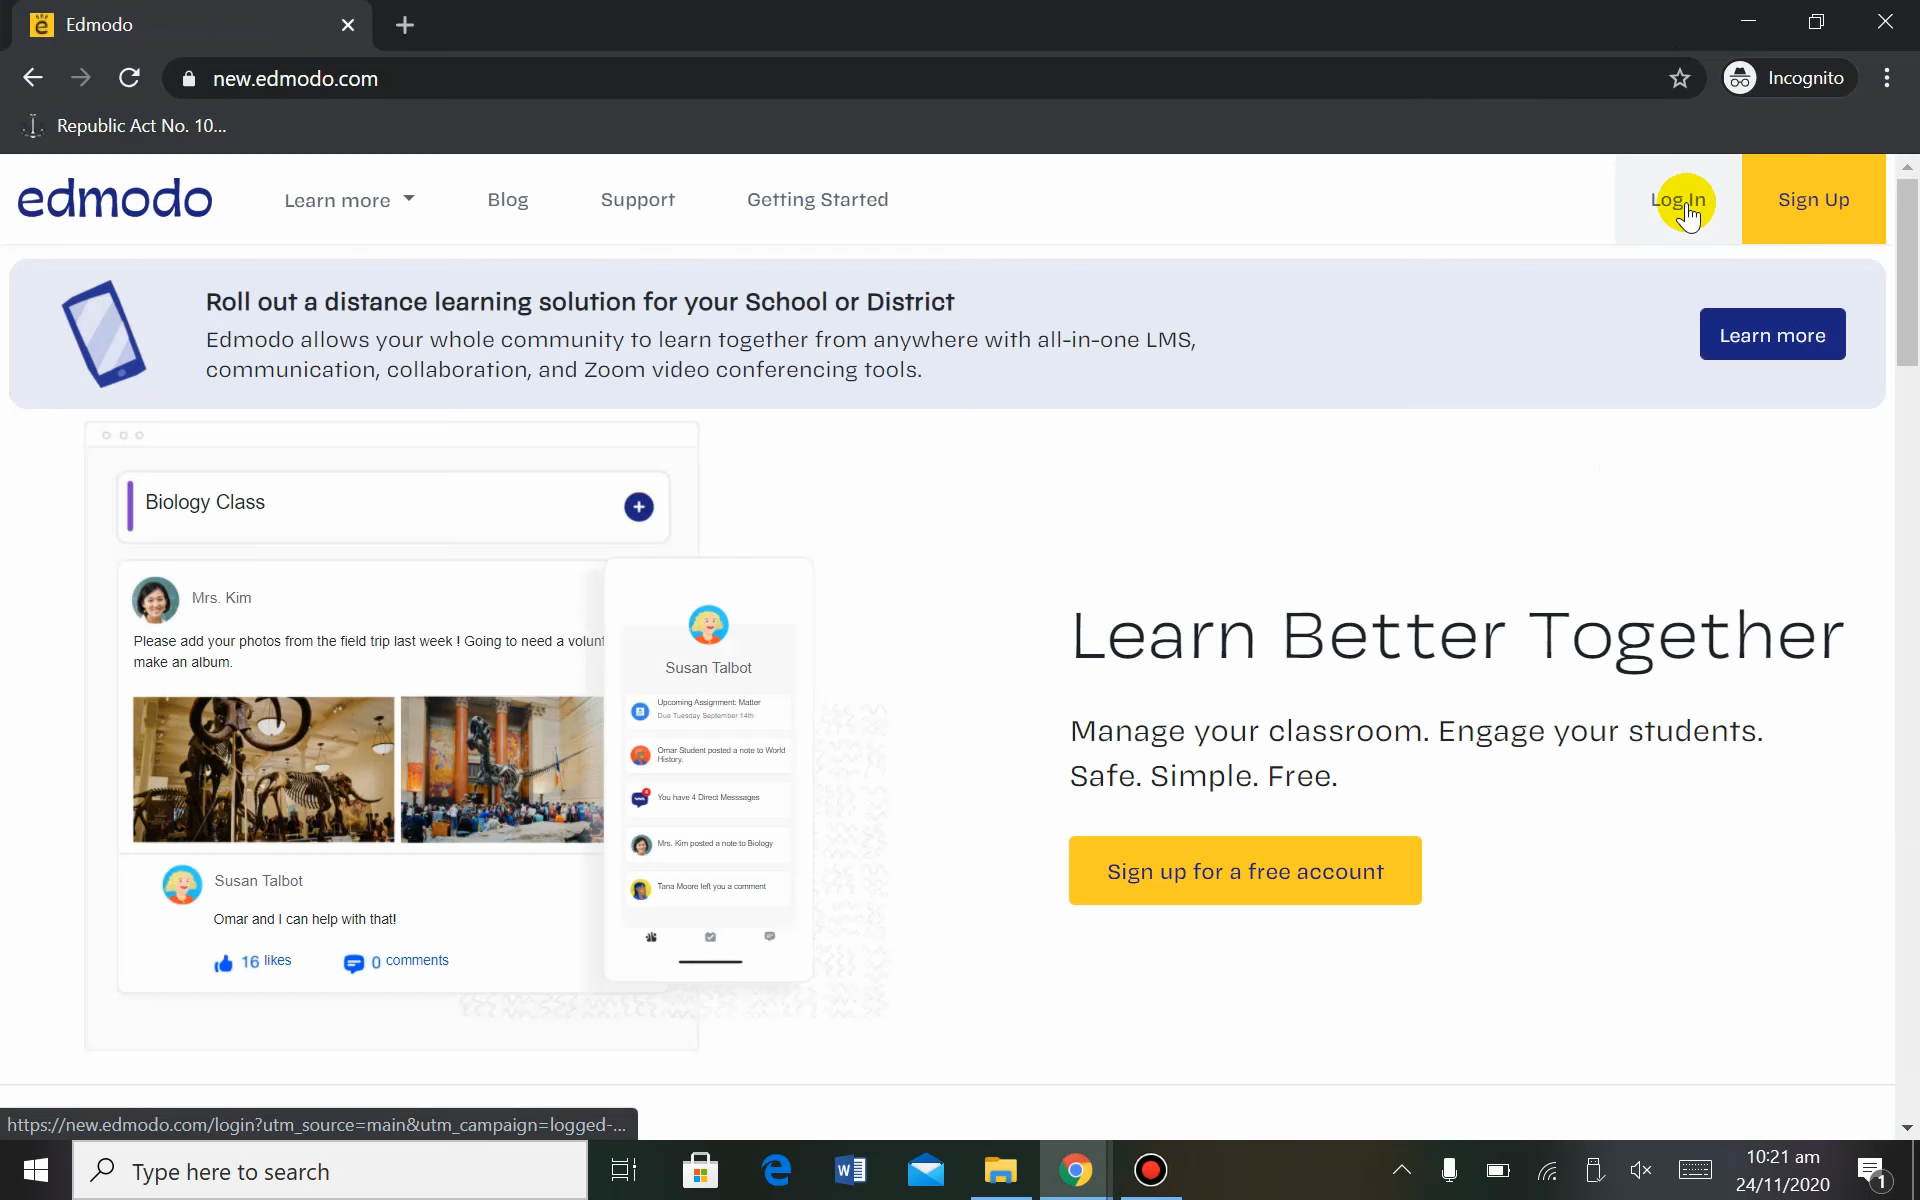 Edmodo
new.edmodo.com
Incognito
Republic Act No. 10...
edmodo
Learn more
Blog
Support
Getting Started
Log In
Sign Up
Roll out a distance learning solution for your School or District
Edmodo allows your whole community to learn together from anywhere with all-in-one LMS,
communication, collaboration, and Zoom video conferencing tools.
Learn more
Biology Class
Mrs. Kim
Please add your photos from the field trip last week ! Going to need a
make an album.
Susan Talbot
Upcoming Assignment: Matter
Due Tuesday September 14th
Omar Student posted a note to World
History.
You have 4 Direct Messsages
Mrs. Kim posted a note to Biology
Tana Moore left you a comment
Susan Talbot
Omar and I can help with that!
16 likes
0 comments
Learn Better Together
Manage your classroom. Engage your students.
Safe. Simple. Free.
Sign up for a free account
https://new.edmodo.com/login?utm_source=main&utm_campaign=logged-...
Type here to search
10:21 am
24/11/2020
1